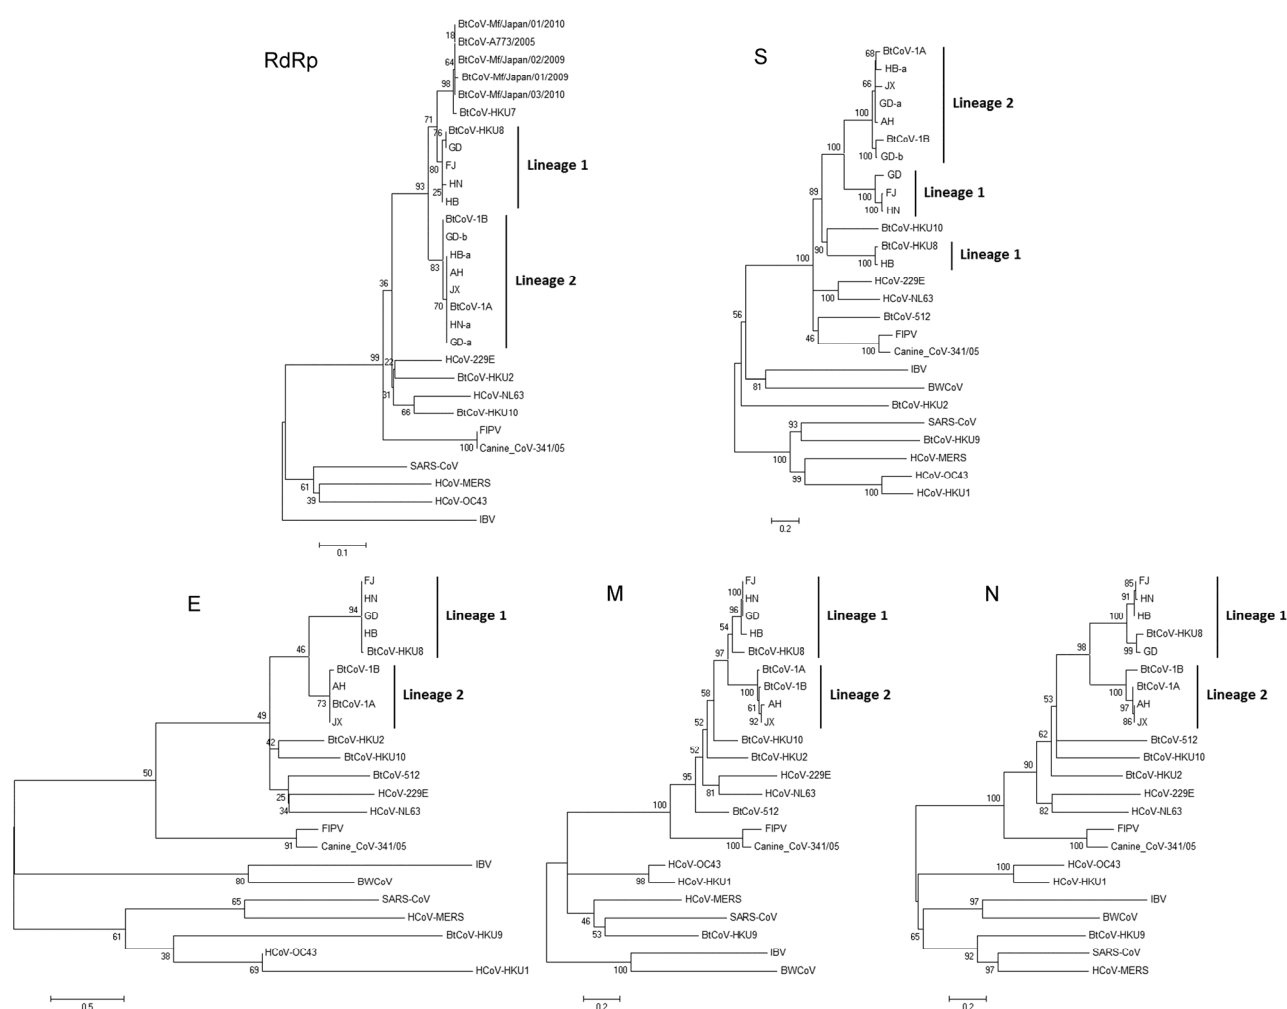 RdRp
BtCoV-Mf/Japan/01/2010
18
BtCoV-A773/2005
64
BtCoV-Mf/Japan/02/2009
BtCoV-Mf/Japan/01/2009
98
BtCoV-Mf/Japan/03/2010
BtCoV-HKU7
71
76
BtCoV-HKU8
GD
Lineage 1
80
FJ
93
25
HN
HB
BtCoV-1B
GD-b
HB-a
83
AH
Lineage 2
36
JX
70
BtCoV-1A
HN-a
GD-a
99
22
HCoV-229E
BtCoV-HKU2
31
HCoV-NL63
66
BtCoV-HKU10
FIPV
100
Canine_CoV-341/05
SARS-CoV
61
HCoV-MERS
39
HCoV-OC43
IBV
0.1
S
68
BtCoV-1A
HB-a
66
JX
GD-a
Lineage 2
100
AH
BtCoV-1B
100
GD-b
100
GD
89
100
FJ
Lineage 1
100
HN
BtCoV-HKU10
90
BtCoV-HKU8
Lineage 1
100
100
HB
HCoV-229E
100
HCoV-NL63
56
BtCoV-512
46
FIPV
100
Canine_CoV-341/05
IBV
81
BWCoV
BtCoV-HKU2
93
SARS-CoV
BtCoV-HKU9
100
HCoV-MERS
99
HCoV-OC43
100
HCoV-HKU1
0.2
E
FJ
HN
94
GD
Lineage 1
HB
BtCoV-HKU8
46
BtCoV-1B
AH
Lineage 2
73
BtCoV-1A
JX
49
42
BtCoV-HKU2
BtCoV-HKU10
50
BtCoV-512
25
HCoV-229E
34
HCoV-NL63
FIPV
91
Canine_CoV-341/05
IBV
80
BWCoV
65
SARS-CoV
HCoV-MERS
61
BtCoV-HKU9
38
HCoV-OC43
69
HCoV-HKU1
0.5
M
FJ
100
HN
96
GD
Lineage 1
54
HB
BtCoV-HKU8
97
BtCoV-1A
100
BtCoV-1B
Lineage 2
58
61
AH
92
JX
52
BtCoV-HKU10
52
BtCoV-HKU2
95
HCoV-229E
81
HCoV-NL63
100
BtCoV-512
FIPV
100
Canine_CoV-341/05
HCoV-OC43
98
HCoV-HKU1
HCoV-MERS
46
SARS-CoV
53
BtCoV-HKU9
IBV
100
BWCoV
0.2
N
85
FJ
91
HN
100
HB
Lineage 1
BtCoV-HKU8
99
GD
98
BtCoV-1B
100
BtCoV-1A
Lineage 2
53
97
AH
86
JX
62
BtCoV-512
BtCoV-HKU10
90
BtCoV-HKU2
HCoV-229E
100
82
HCoV-NL63
FIPV
100
Canine_CoV-341/05
HCoV-OC43
100
HCoV-HKU1
97
IBV
BWCoV
65
BtCoV-HKU9
92
SARS-CoV
97
HCoV-MERS
0.2